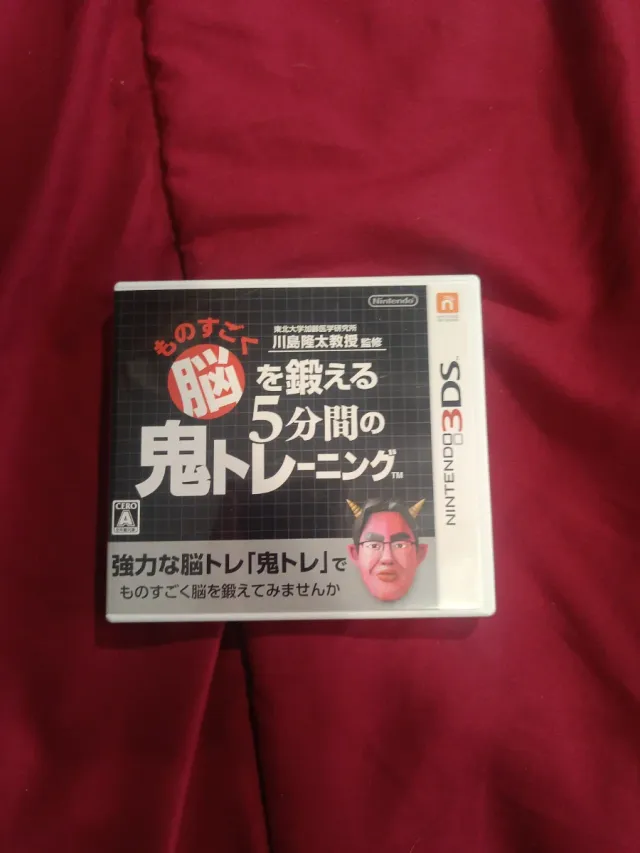 Nintendo
東北大学加齢医学研究所
川島隆太教授 監修
ものすごく
脳を鍛える
5分間の
鬼トレーニング™
CERO
A
強力な脳トレ「鬼トレ」で
ものすごく脳を鍛えてみませんか
NINTENDO3DS